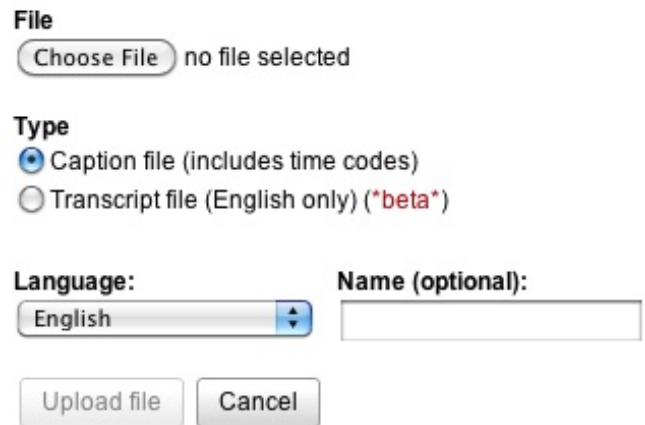 File
Choose File no file selected
Type
Caption file (includes time codes)
Transcript file (English only) (*beta*)
Language: Name (optional):
English
Upload file Cancel